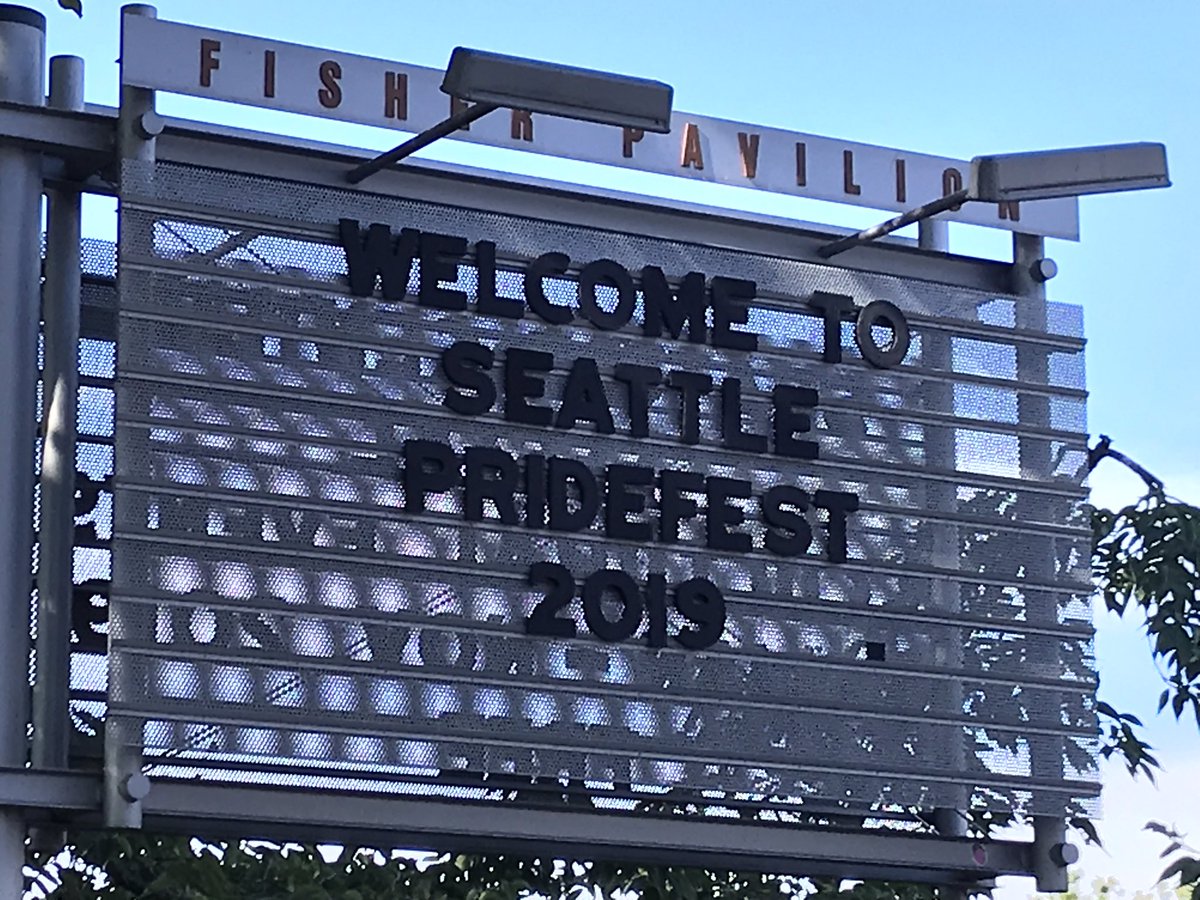 FISHER PAVILION
WELCOME TO
SEATTLE
PRIDEFEST
2019